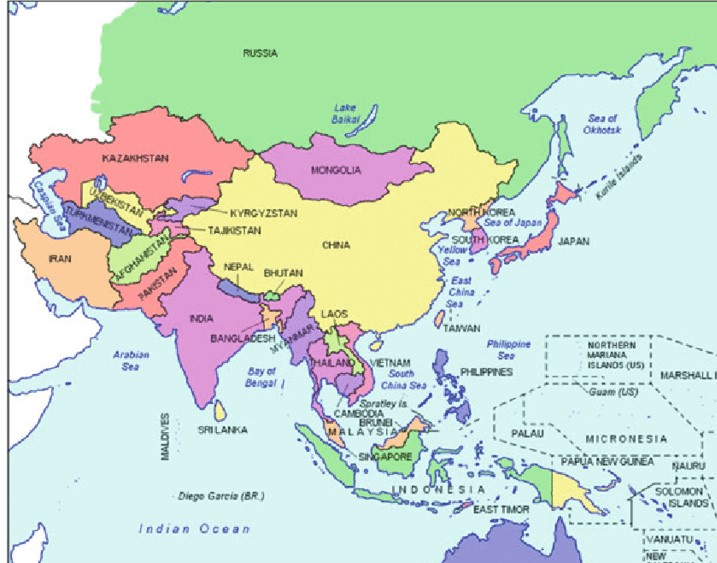 RUSSIA
Lake
Baikal
Sea of
Okhotsk
KAZAKHSTAN
MONGOLIA
Kurile Islands
Caspian Sea
UZBEKISTAN
TURKMENISTAN
KYRGYZSTAN
TAJIKISTAN
NORTH KOREA
Sea of Japan
SOUTH KOREA
JAPAN
Yellow
Sea
CHINA
IRAN
AFGHANISTAN
PAKISTAN
NEPAL
BHUTAN
East
China
Sea
TAIWAN
INDIA
LAOS
BANGLADESH
MYANMAR
Arabian
Sea
Bay of
Bengal
THAILAND
VIETNAM
South
China Sea
Philippine
Sea
PHILIPPINES
NORTHERN
MARIANA
ISLANDS (US)
MARSHALL I
Guam (US)
Spratley Is.
CAMBODIA
BRUNEI
MALAYSIA
SRI LANKA
MALDIVES
SINGAPORE
PALAU
MICRONESIA
PAPUA NEW GUINEA
NAURU
INDONESIA
SOLOMON
ISLANDS
Diego Garcia (BR.)
EAST TIMOR
Indian Ocean
VANUATU
NEW